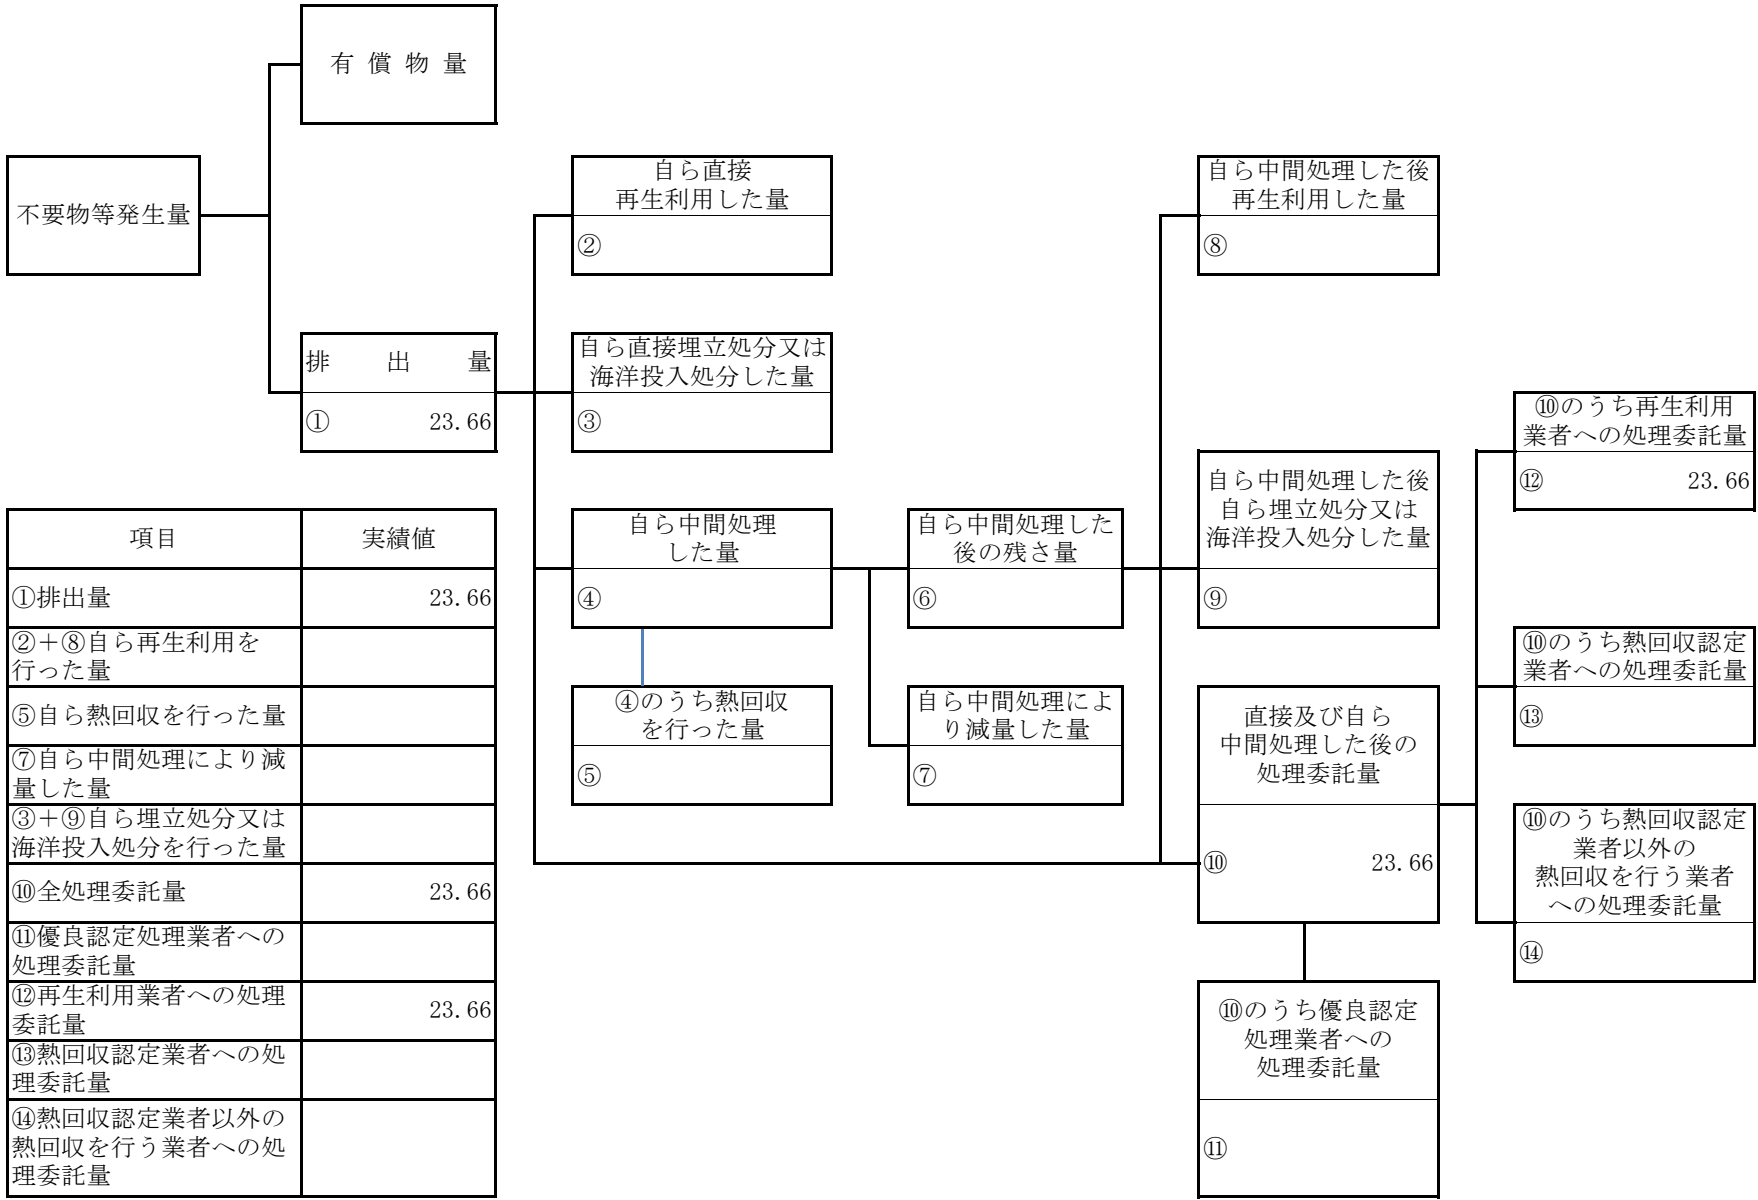 有償物量
不要物等発生量
自ら直接
再生利用した量
②
自ら中間処理した後
再生利用した量
⑧
排出量
① 23.66
自ら直接埋立処分又は
海洋投入処分した量
③
⑩のうち再生利用
業者への処理委託量
⑫ 23.66
自ら中間処理
した量
④
自ら中間処理した
後の残さ量
⑥
自ら中間処理した後
自ら埋立処分又は
海洋投入処分した量
⑨
⑩のうち熱回収認定
業者への処理委託量
⑬
④のうち熱回収
を行った量
⑤
自ら中間処理によ
り減量した量
⑦
直接及び自ら
中間処理した後の
処理委託量
⑩ 23.66
⑩のうち熱回収認定
業者以外の
熱回収を行う業者
への処理委託量
⑭
⑩のうち優良認定
処理業者への
処理委託量
⑪
項目 実績値
①排出量 23.66
②＋⑧自ら再生利用を
行った量
⑤自ら熱回収を行った量
⑦自ら中間処理により減
量した量
③＋⑨自ら埋立処分又は
海洋投入処分を行った量
⑩全処理委託量 23.66
⑪優良認定処理業者への
処理委託量
⑫再生利用業者への処理
委託量 23.66
⑬熱回収認定業者への処
理委託量
⑭熱回収認定業者以外の
熱回収を行う業者への処
理委託量